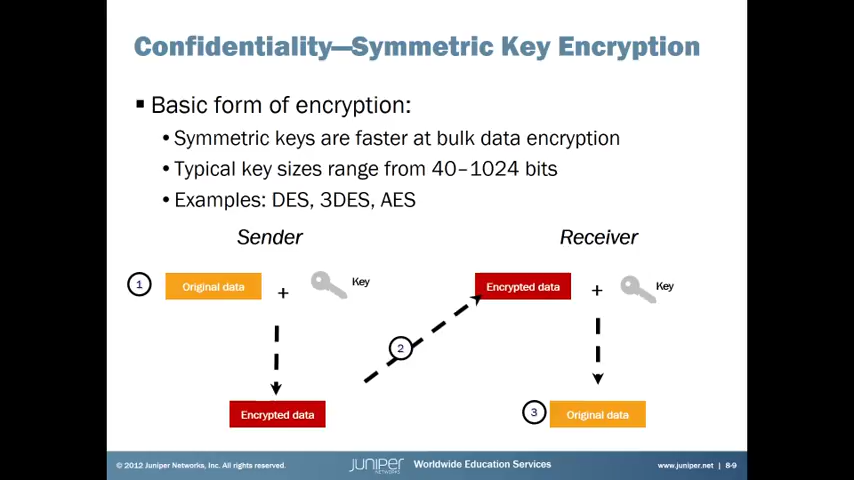 Confidentiality—Symmetric Key Encryption
Basic form of encryption:
Symmetric keys are faster at bulk data encryption
Typical key sizes range from 40–1024 bits
Examples: DES, 3DES, AES
Sender
Receiver
1
Original data
+
Key
Encrypted data
+
Key
2
Encrypted data
3
Original data
© 2012 Juniper Networks, Inc. All rights reserved.
JUNIPER
NETWORKS
Worldwide Education Services
www.juniper.net | 8-9